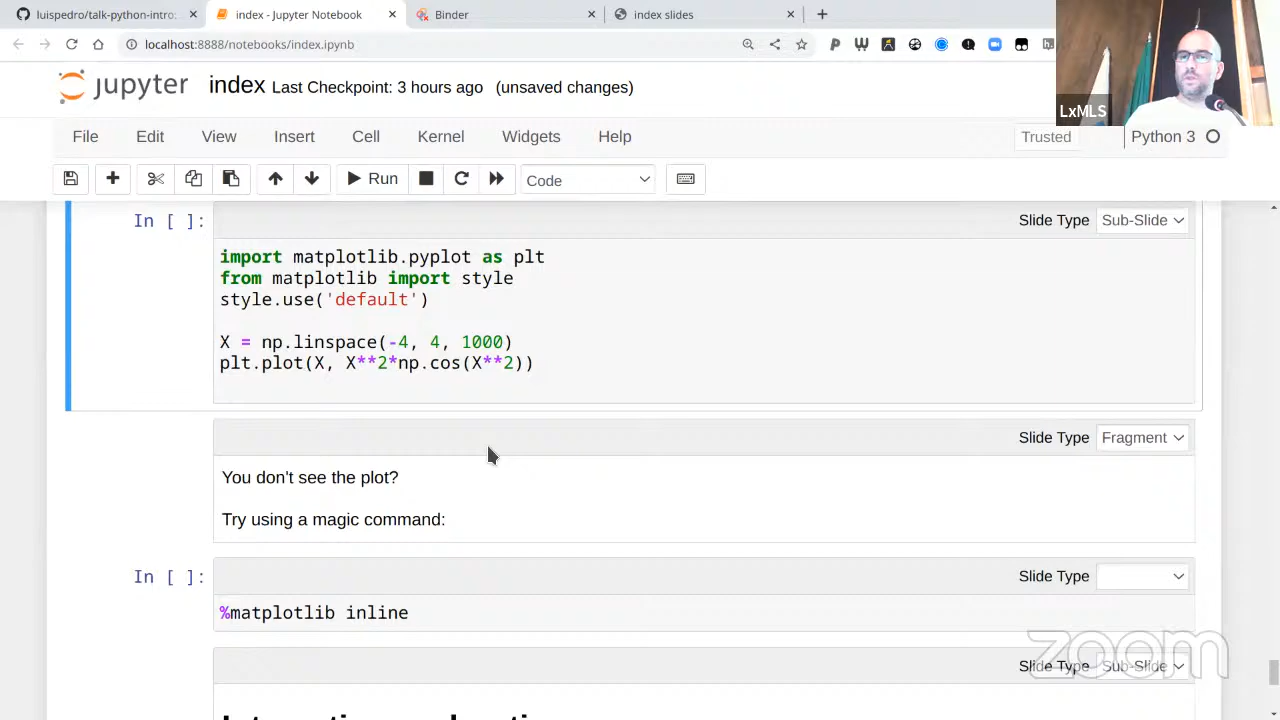 luispedro/talk-python-intro:
index - Jupyter Notebook
Binder
index slides
localhost:8888/notebooks/index.ipynb
LxMLS
jupyter index Last Checkpoint: 3 hours ago (unsaved changes)
File Edit View Insert Cell Kernel Widgets Help
Trusted
Python 3
Run
Code
In [ ]:
Slide Type Sub-Slide
import matplotlib.pyplot as plt
from matplotlib import style
style.use('default')
X = np.linspace(-4, 4, 1000)
plt.plot(X, X**2*np.cos(X**2))
Slide Type Fragment
You don't see the plot?
Try using a magic command:
In [ ]:
Slide Type
%matplotlib inline
zoom
Slide Type Sub-Slide